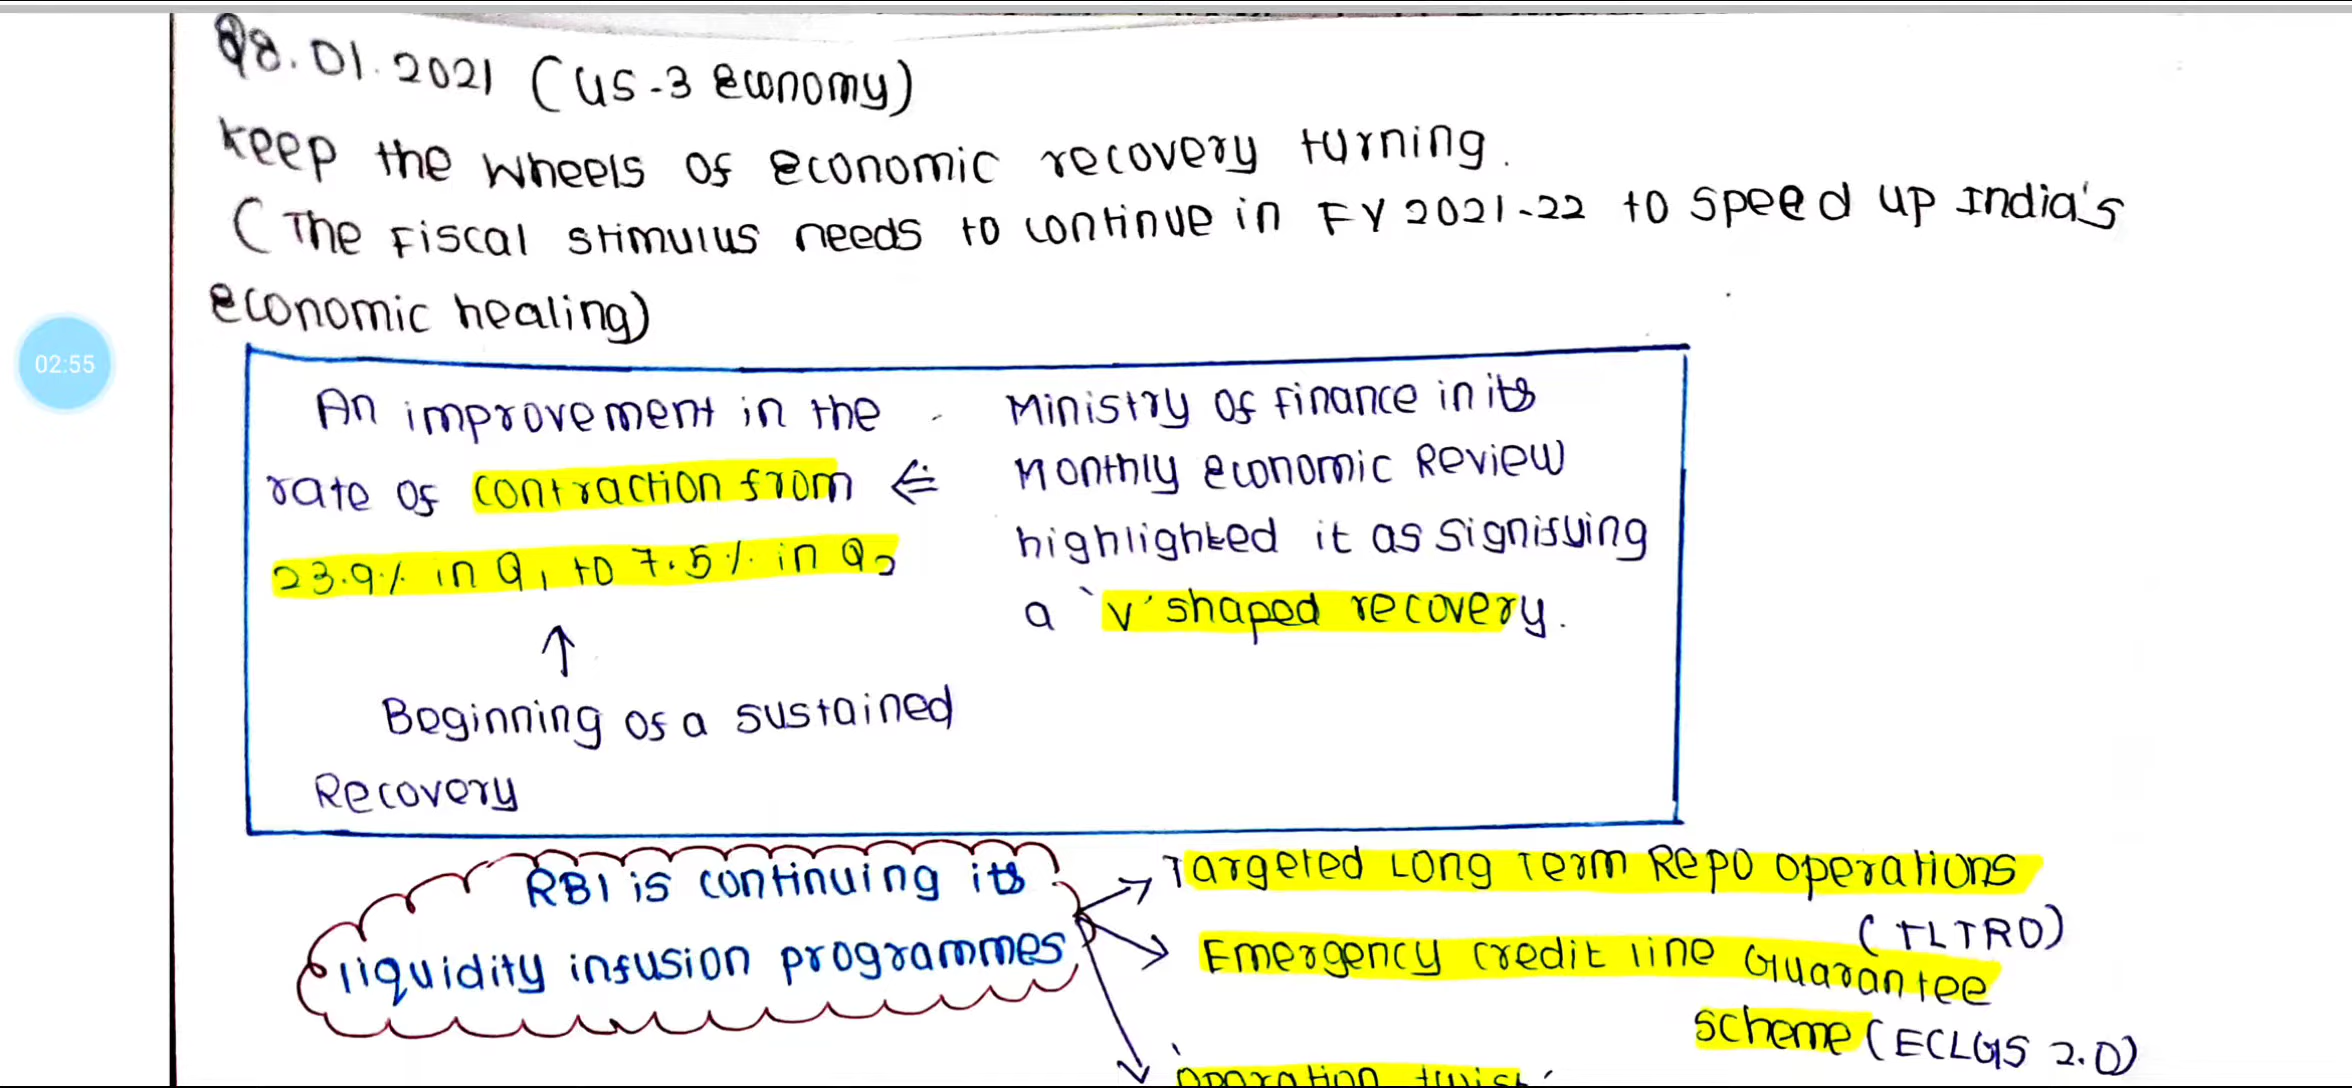 08.01.2021 (GS-3 economy)
keep the wheels of economic recovery turning.
(The Fiscal stimulus needs to continue in FY 2021-22 to speed up India's
economic healing)
02:55
An improvement in the
rate of contraction from
23.9% in Q1 to 7.5% in Q2
Beginning of a sustained
Recovery
Ministry of finance in its
Monthly economic Review
highlighted it as signifying
a 'v' shaped recovery.
RBI is continuing its
liquidity infusion programmes
Targeted Long Term Repo operations
(TLTRO)
Emergency credit line Guarantee
scheme (ECLGS 2.0)
'operation twist'